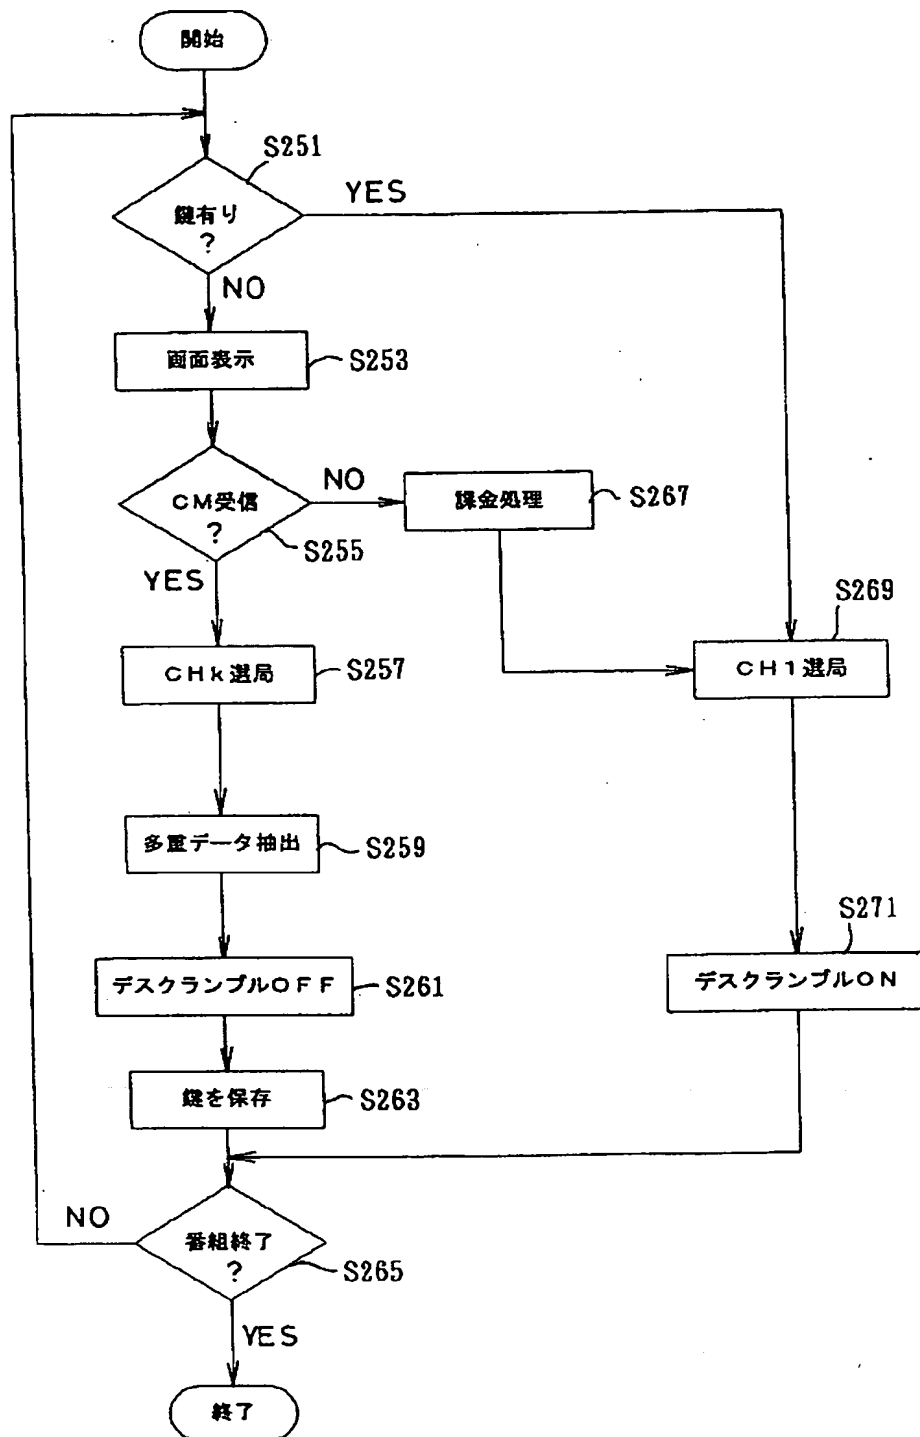 開始
S251
鍵有り
?
YES
NO
画面表示
S253
CM受信
?
S255
NO
課金処理
S267
YES
CHk選局
S257
S269
CH1選局
多重データ抽出
S259
S271
デスクランブルON
デスクランブルOFF
S261
鍵を保存
S263
番組終了
?
S265
NO
YES
終了